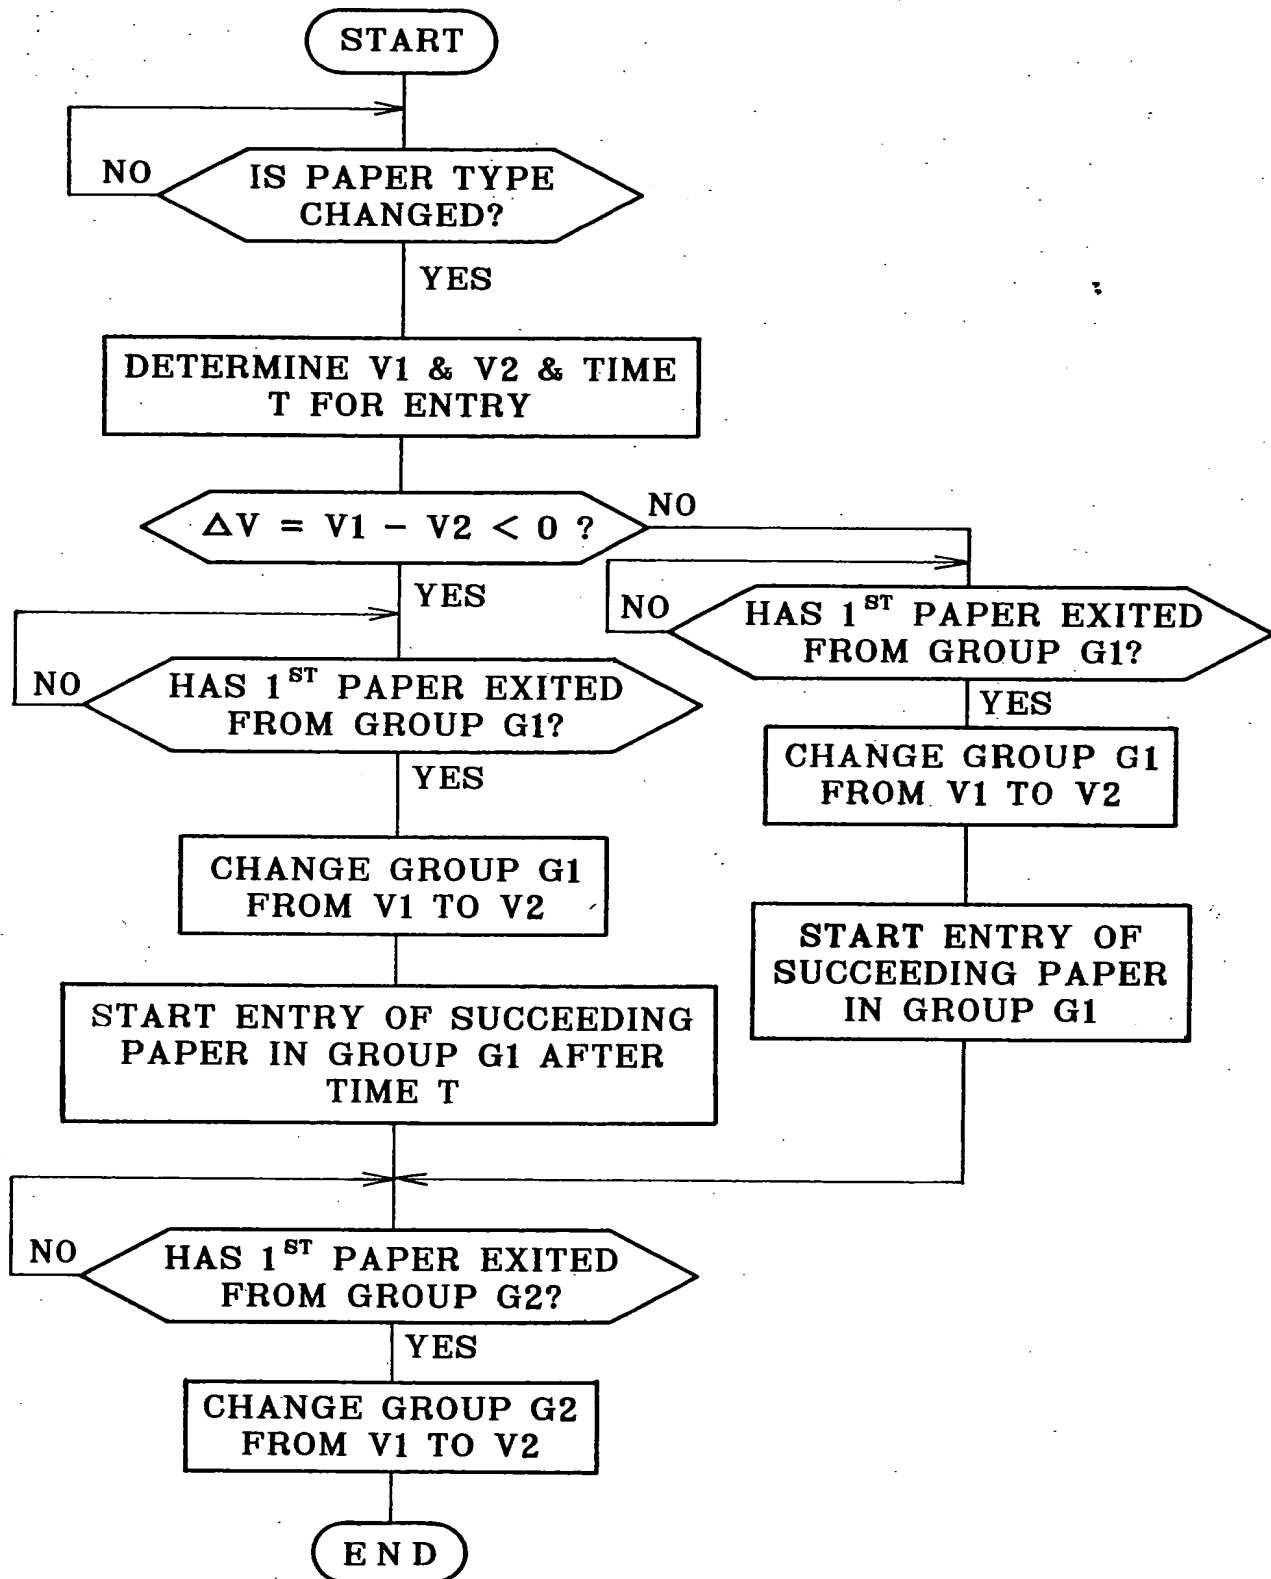 START
NO
IS PAPER TYPE
CHANGED?
YES
DETERMINE V1 & V2 & TIME
T FOR ENTRY
△V = V1 - V2 < 0 ?
NO
YES
NO
HAS 1ST PAPER EXITED
FROM GROUP G1?
YES
CHANGE GROUP G1
FROM V1 TO V2
START ENTRY OF SUCCEEDING
PAPER IN GROUP G1 AFTER
TIME T
NO
HAS 1ST PAPER EXITED
FROM GROUP G1?
YES
CHANGE GROUP G1
FROM V1 TO V2
START ENTRY OF
SUCCEEDING PAPER
IN GROUP G1
NO
HAS 1ST PAPER EXITED
FROM GROUP G2?
YES
CHANGE GROUP G2
FROM V1 TO V2
END